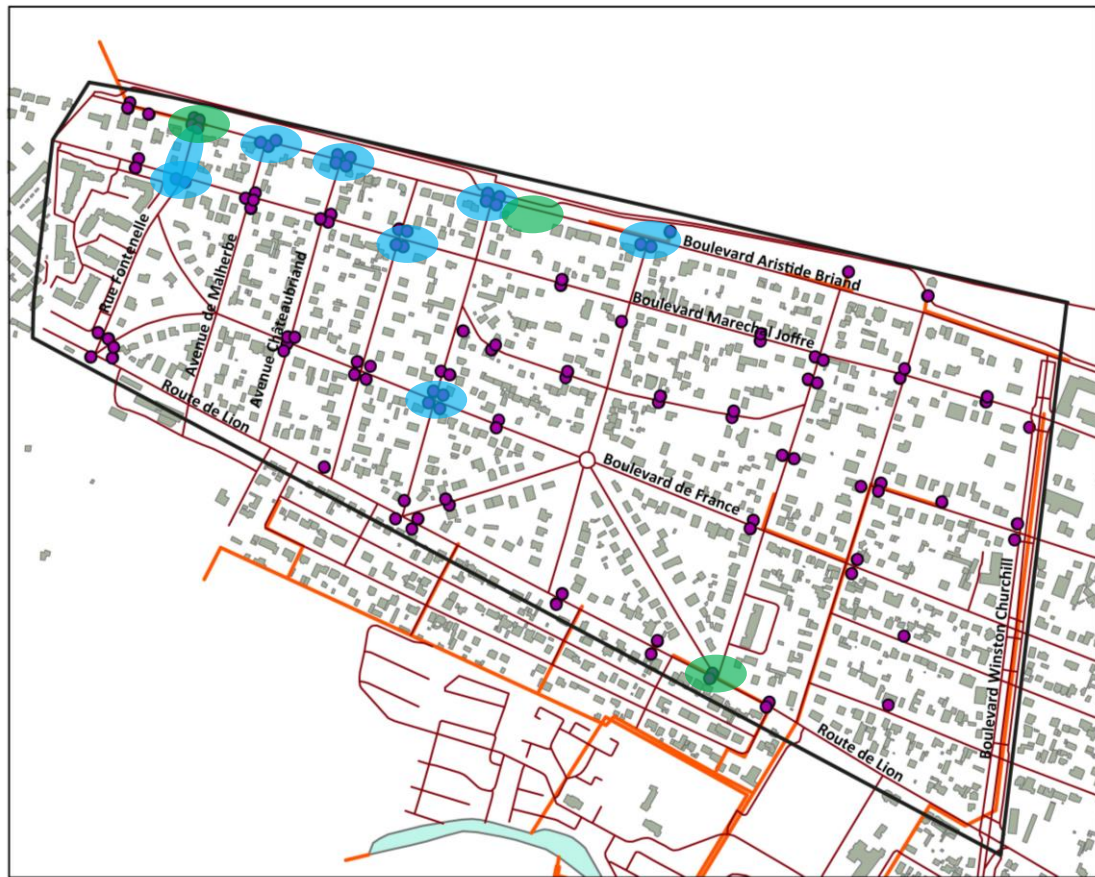 Boulevard Aristide Briand
Boulevard Marechal Joffre
Rue Fontenelle
Avenue de Malherbe
Avenue Châteaubriand
Route de Lion
Boulevard de France
Boulevard Winston Churchill
Route de Lion